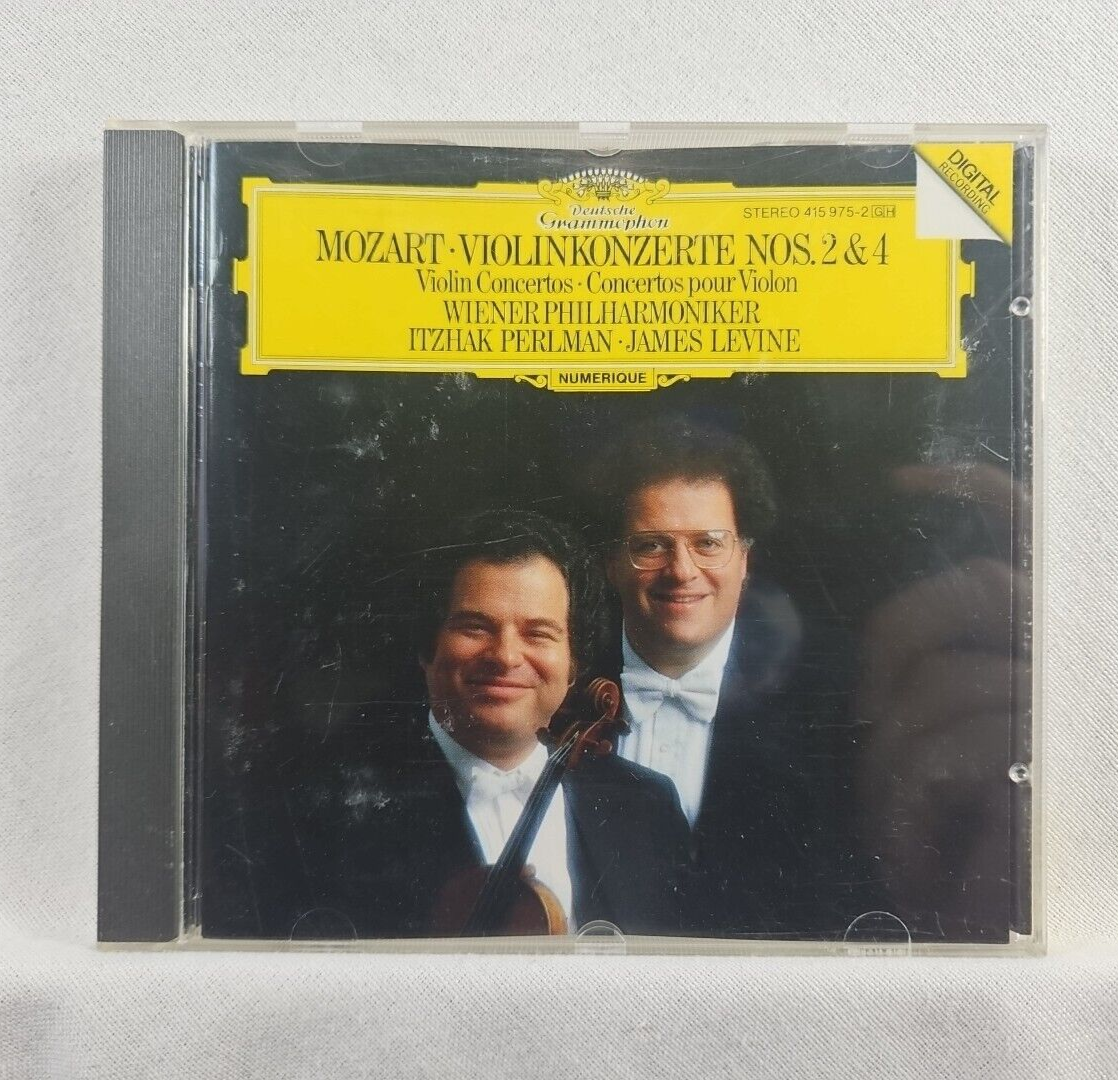 DIGITAL
RECORDING
Deutsche
Grammophon
STEREO 415 975-2 GH
MOZART · VIOLINKONZERTE NOS. 2 & 4
Violin Concertos · Concertos pour Violon
WIENER PHILHARMONIKER
ITZHAK PERLMAN · JAMES LEVINE
NUMERIQUE